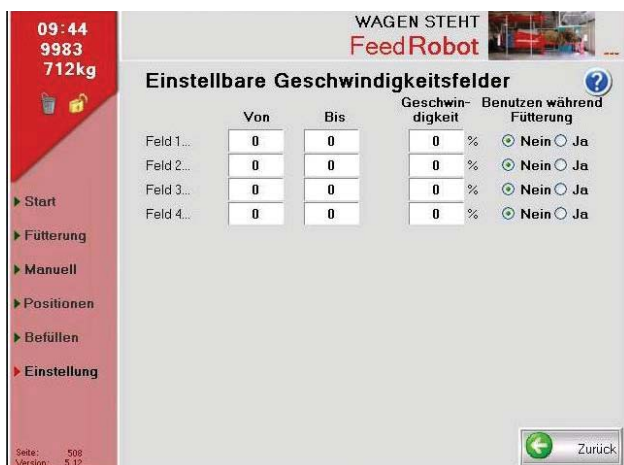 09:44
9983
712kg
WAGEN STEHT
FeedRobot
...
Einstellbare Geschwindigkeitsfelder
?
Von Bis Geschwin-digkeit Benutzen während Fütterung
Feld 1... 0 0 0 % Nein Ja
Feld 2... 0 0 0 % Nein Ja
Feld 3... 0 0 0 % Nein Ja
Feld 4... 0 0 0 % Nein Ja
Start
Fütterung
Manuell
Positionen
Befüllen
Einstellung
Seite: 508
Version: 5.12
Zurück